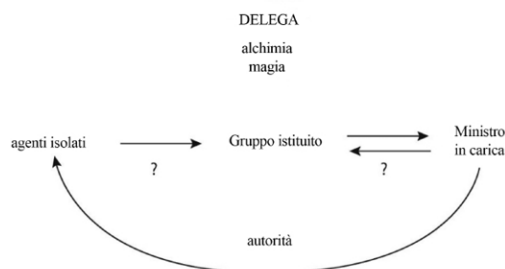 DELEGA
alchimia
magia
agenti isolati
?
Gruppo istituito
?
Ministro
in carica
autorità